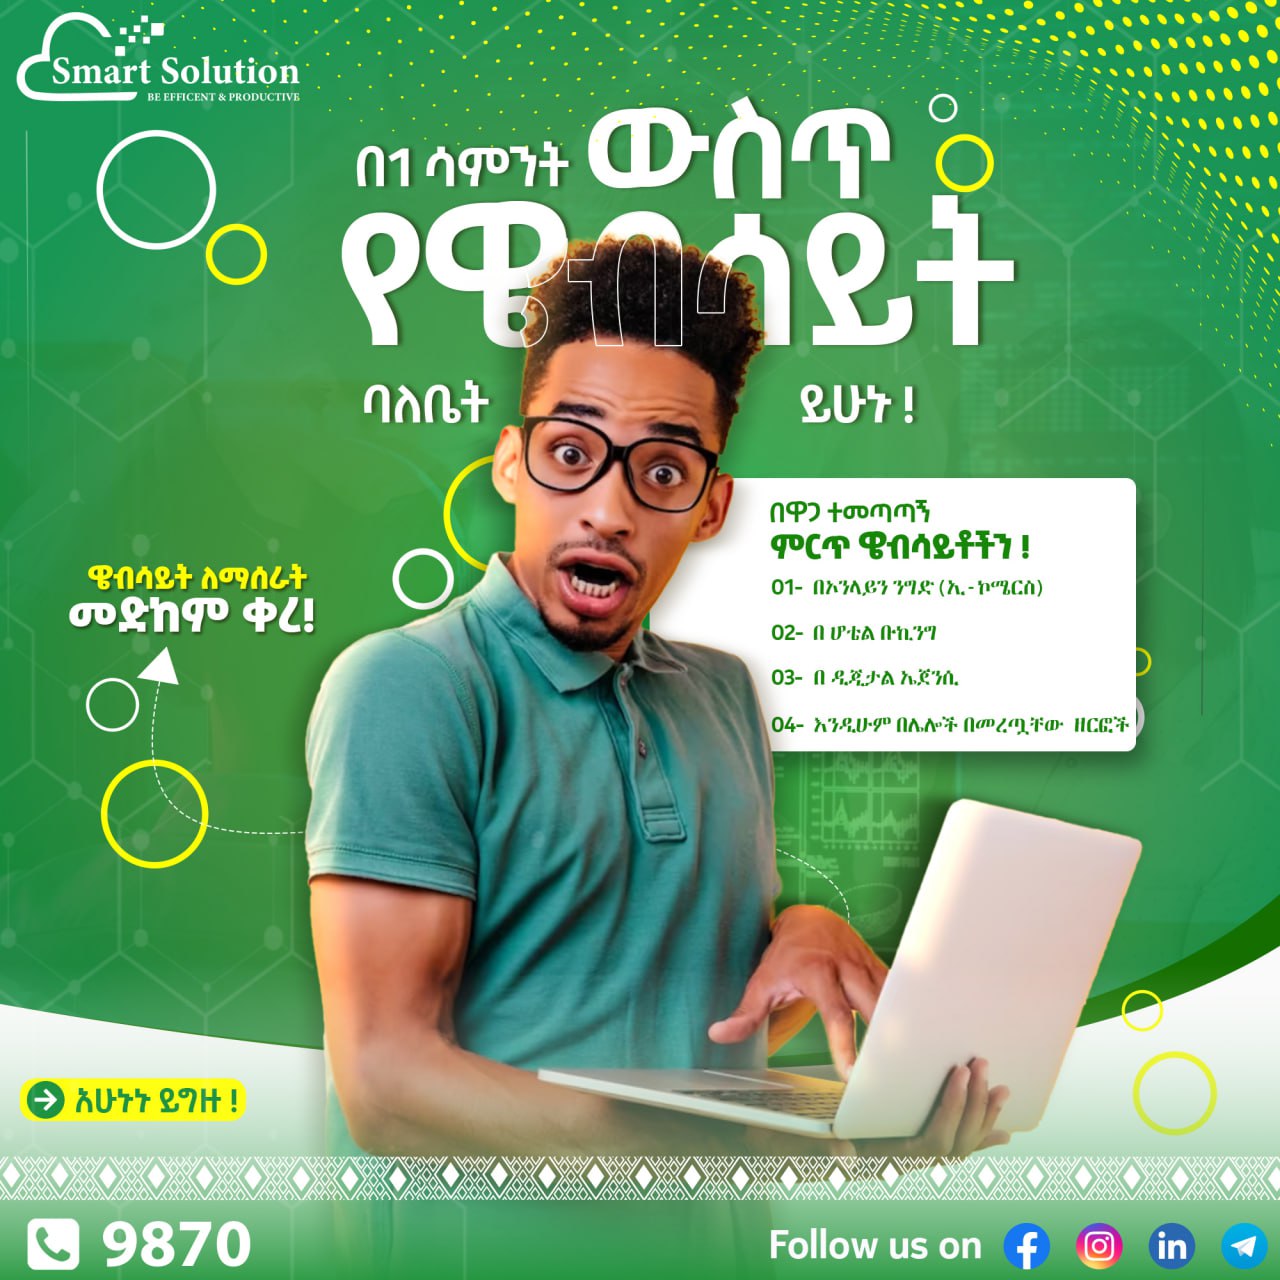 Smart Solution
BE EFFICENT & PRODUCTIVE
በ1 ሳምንት ውስጥ
የዌብሳይት
ባለቤት ይሁኑ !
በዋጋ ተመጣጣኝ
ምርጥ ዌብሳይቶችን !
01- በኦንላይን ንግድ (ኢ - ኮሜርስ)
02- በ ሆቴል ቡኪንግ
03- በ ዲጂታል ኤጀንሲ
04- እንዲሁም በሌሎች በመረጧቸው ዘርፎች
ዌብሳይት ለማሰራት
መድከም ቀረ!
አሁኑኑ ይግዙ !
9870
Follow us on